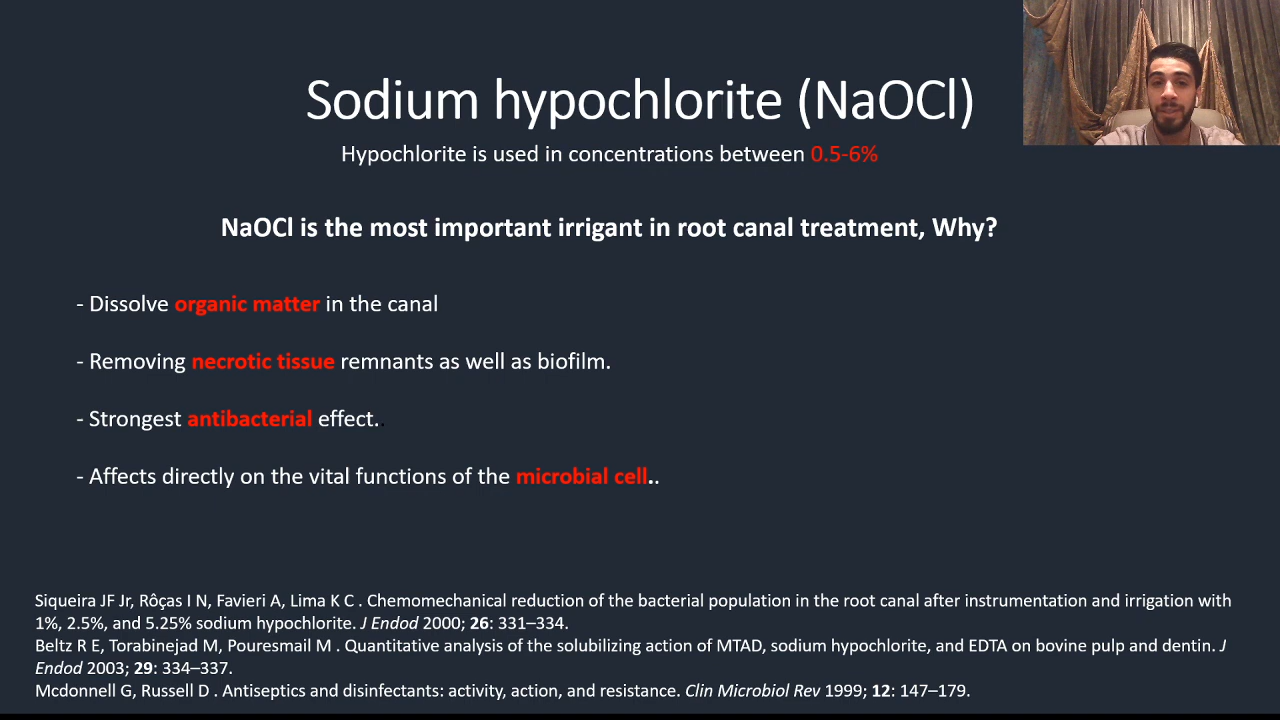 Sodium hypochlorite (NaOCl)
Hypochlorite is used in concentrations between 0.5-6%
NaOCl is the most important irrigant in root canal treatment, Why?
- Dissolve organic matter in the canal
- Removing necrotic tissue remnants as well as biofilm.
- Strongest antibacterial effect..
- Affects directly on the vital functions of the microbial cell..
Siqueira JF Jr, Rôças I N, Favieri A, Lima K C . Chemomechanical reduction of the bacterial population in the root canal after instrumentation and irrigation with
1%, 2.5%, and 5.25% sodium hypochlorite. J Endod 2000; 26: 331–334.
Beltz R E, Torabinejad M, Pouresmail M . Quantitative analysis of the solubilizing action of MTAD, sodium hypochlorite, and EDTA on bovine pulp and dentin. J
Endod 2003; 29: 334–337.
Mcdonnell G, Russell D . Antiseptics and disinfectants: activity, action, and resistance. Clin Microbiol Rev 1999; 12: 147–179.